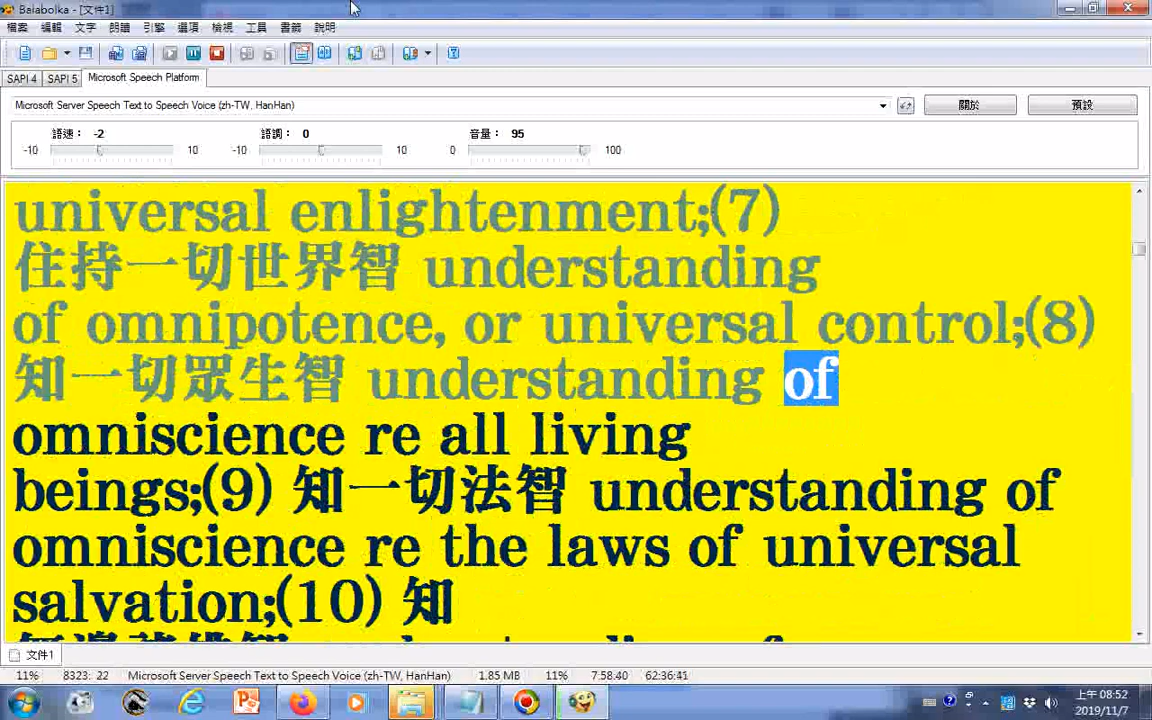 Balabolka - [文件1]
檔案 編輯 文字 朗讀 引擎 選項 檢視 工具 書籤 說明
SAPI 4 SAPI 5 Microsoft Speech Platform
Microsoft Server Speech Text to Speech Voice (zh-TW, HanHan) 關於 預設
語速： -2 語調： 0 音量： 95
-10 10 -10 10 0 100
universal enlightenment;(7)
住持一切世界智 understanding
of omnipotence, or universal control;(8)
知一切眾生智 understanding of
omniscience re all living
beings;(9) 知一切法智 understanding of
omniscience re the laws of universal
salvation;(10) 知
無邊諸佛智 understanding of
文件1
11% 8323: 22 Microsoft Server Speech Text to Speech Voice (zh-TW, HanHan) 1.85 MB 11% 7:58:40 62:36:41
上午 08:52
2019/11/7